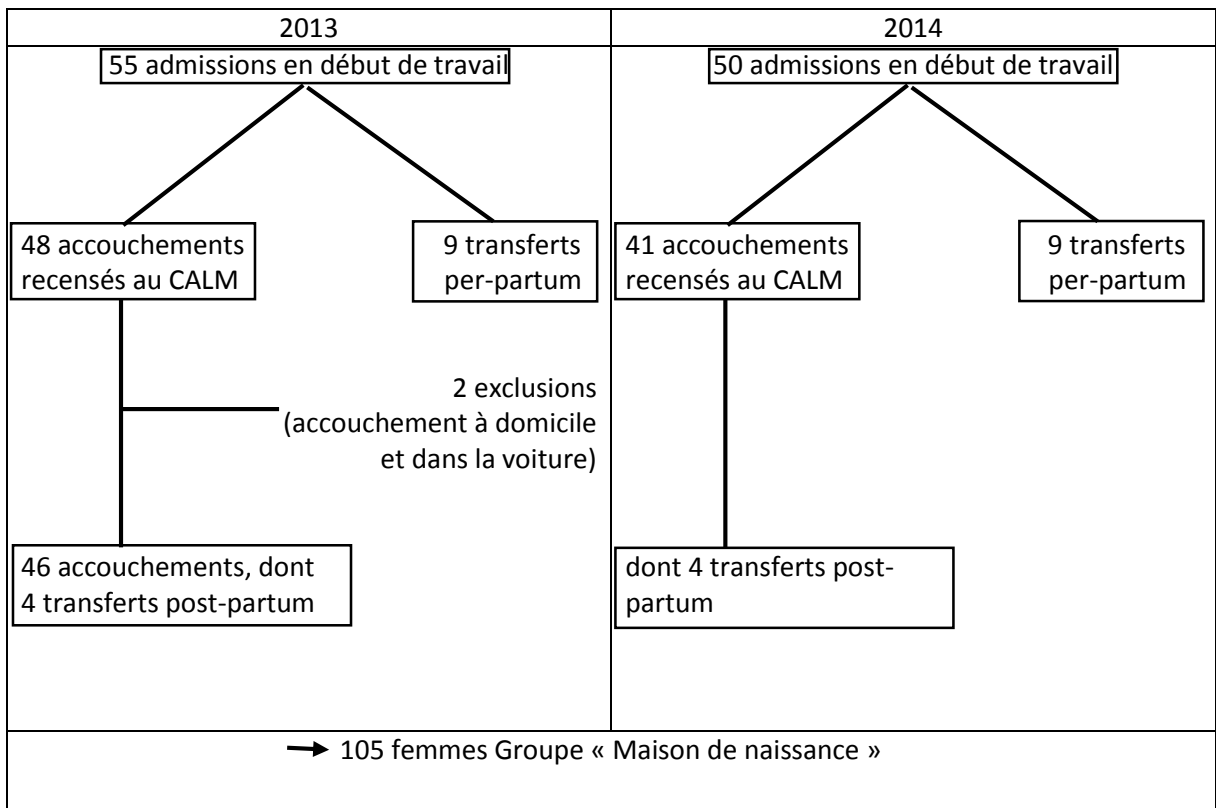 2013
55 admissions en début de travail
48 accouchements
recensés au CALM
9 transferts
per-partum
2 exclusions
(accouchement à domicile
et dans la voiture)
46 accouchements, dont
4 transferts post-partum
2014
50 admissions en début de travail
41 accouchements
recensés au CALM
9 transferts
per-partum
dont 4 transferts post-
partum
105 femmes Groupe « Maison de naissance »